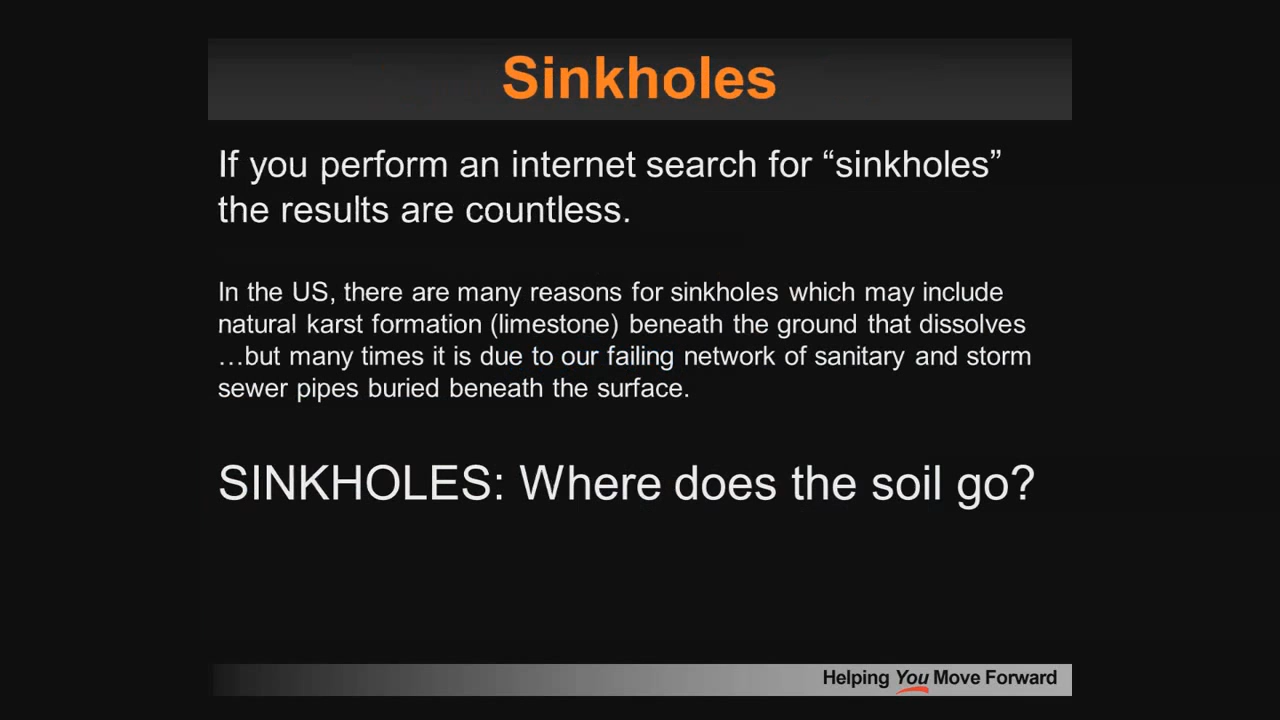 Sinkholes
If you perform an internet search for “sinkholes”
the results are countless.
In the US, there are many reasons for sinkholes which may include
natural karst formation (limestone) beneath the ground that dissolves
…but many times it is due to our failing network of sanitary and storm
sewer pipes buried beneath the surface.
SINKHOLES: Where does the soil go?
Helping You Move Forward